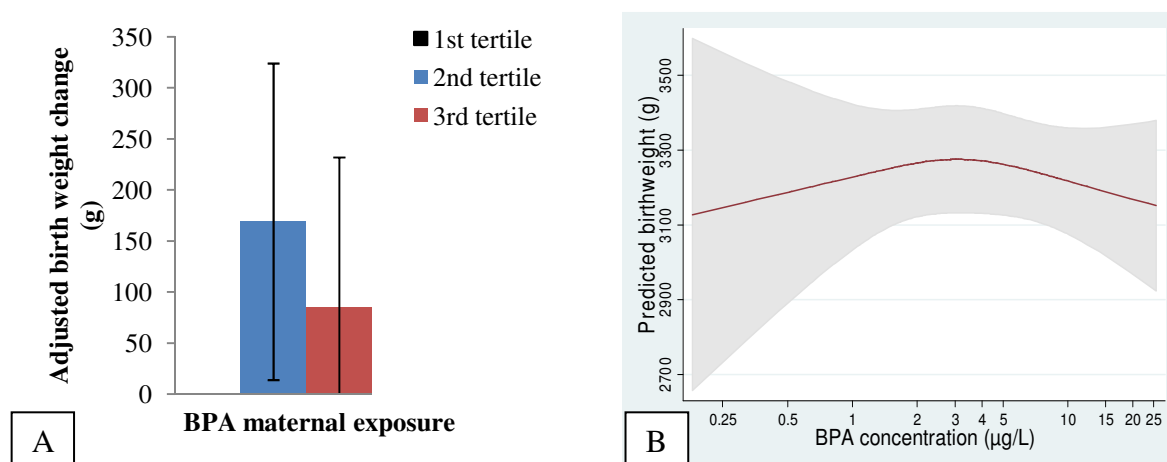 Adjusted birth weight change
(g)
350
300
250
200
150
100
50
0
1st tertile
2nd tertile
3rd tertile
BPA maternal exposure
A
Predicted birthweight (g)
3500
3300
3100
2900
2700
0.25 0.5 1 2 3 4 5 10 15 20 25
BPA concentration (µg/L)
B